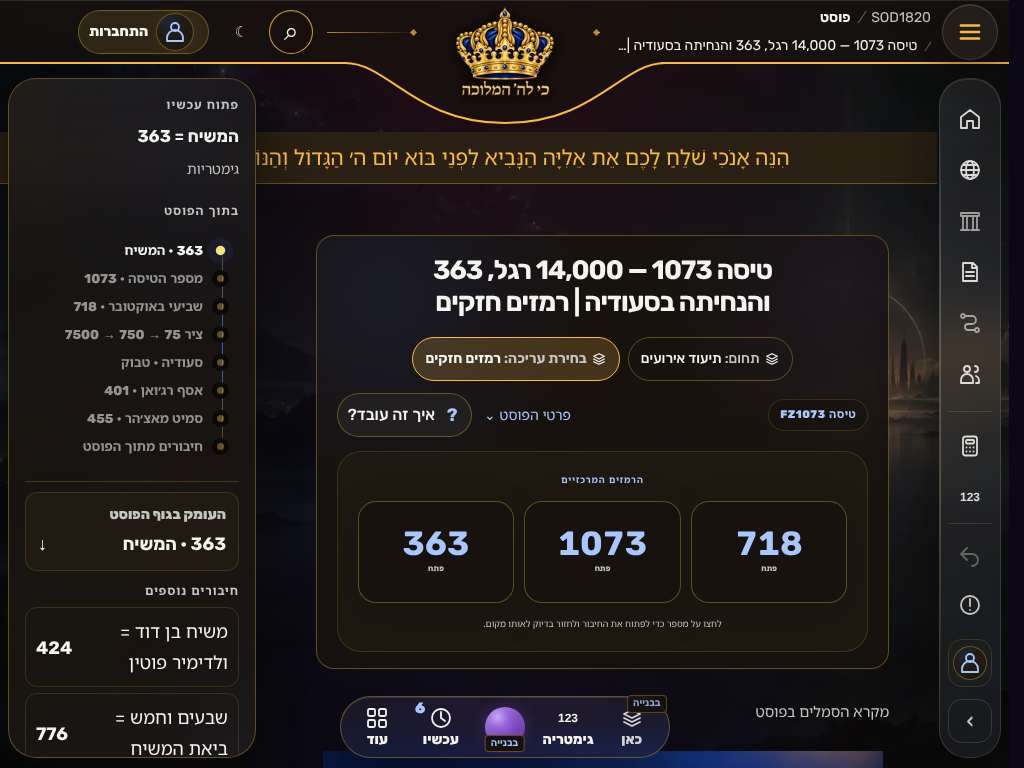 SOD1820 / פוסט
/ טיסה 1073 – 14,000 רגל, 363 והנחיתה בסעודיה |...
כי לה' המלוכה
התחברות
הִנֵּה אָנֹכִי שֹׁלֵחַ לָכֶם אֵת אֵלִיָּה הַנָּבִיא לִפְנֵי בּוֹא יוֹם ה' הַגָּדוֹל
טיסה 1073 – 14,000 רגל, 363
והנחיתה בסעודיה | רמזים חזקים
תחום: תיעוד אירועים
בחירת עריכה: רמזים חזקים
טיסה FZ1073
פרטי הפוסט
? איך זה עובד?
הרמזים המרכזיים
718
פתח
1073
פתח
363
פתח
לחצו על מספר כדי לפתוח את החיבור ולחזור בדיוק לאותו מקום.
מקרא הסמלים בפוסט
בבנייה
כאן
123
גימטריה
בבנייה
6
עכשיו
עוד
123
פתוח עכשיו
המשיח = 363
גימטריות
בתוך הפוסט
363 • המשיח
מספר הטיסה • 1073
שביעי באוקטובר • 718
ציר 75 → 750 → 7500
סעודיה • טבוק
אסף רג'ואן • 401
סמיט מאצ'הר • 455
חיבורים מתוך הפוסט
העומק בגוף הפוסט
363 • המשיח ↓
חיבורים נוספים
משיח בן דוד =
ולדימיר פוטין
424
שבעים וחמש =
ביאת המשיח
776